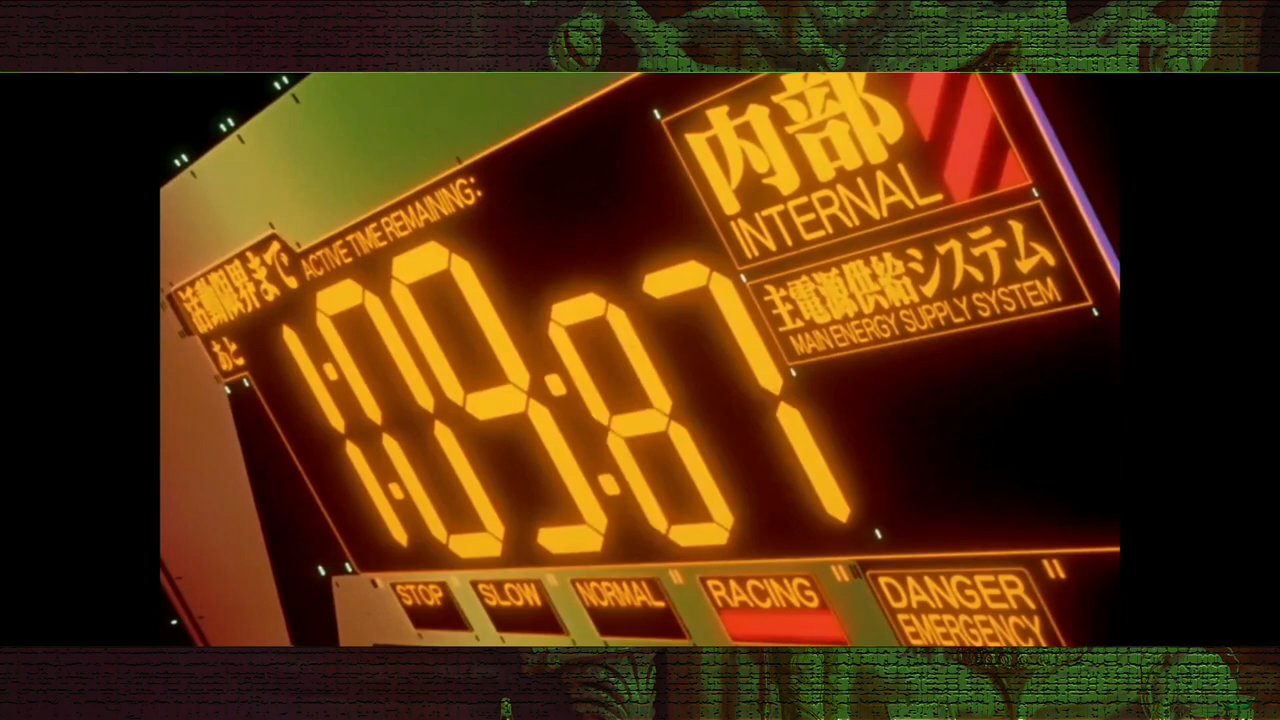 内部
INTERNAL
主電源供給システム
MAIN ENERGY SUPPLY SYSTEM
活動限界まで
ACTIVE TIME REMAINING:
あと
1:09:87
STOP
SLOW
NORMAL
RACING
DANGER
EMERGENCY